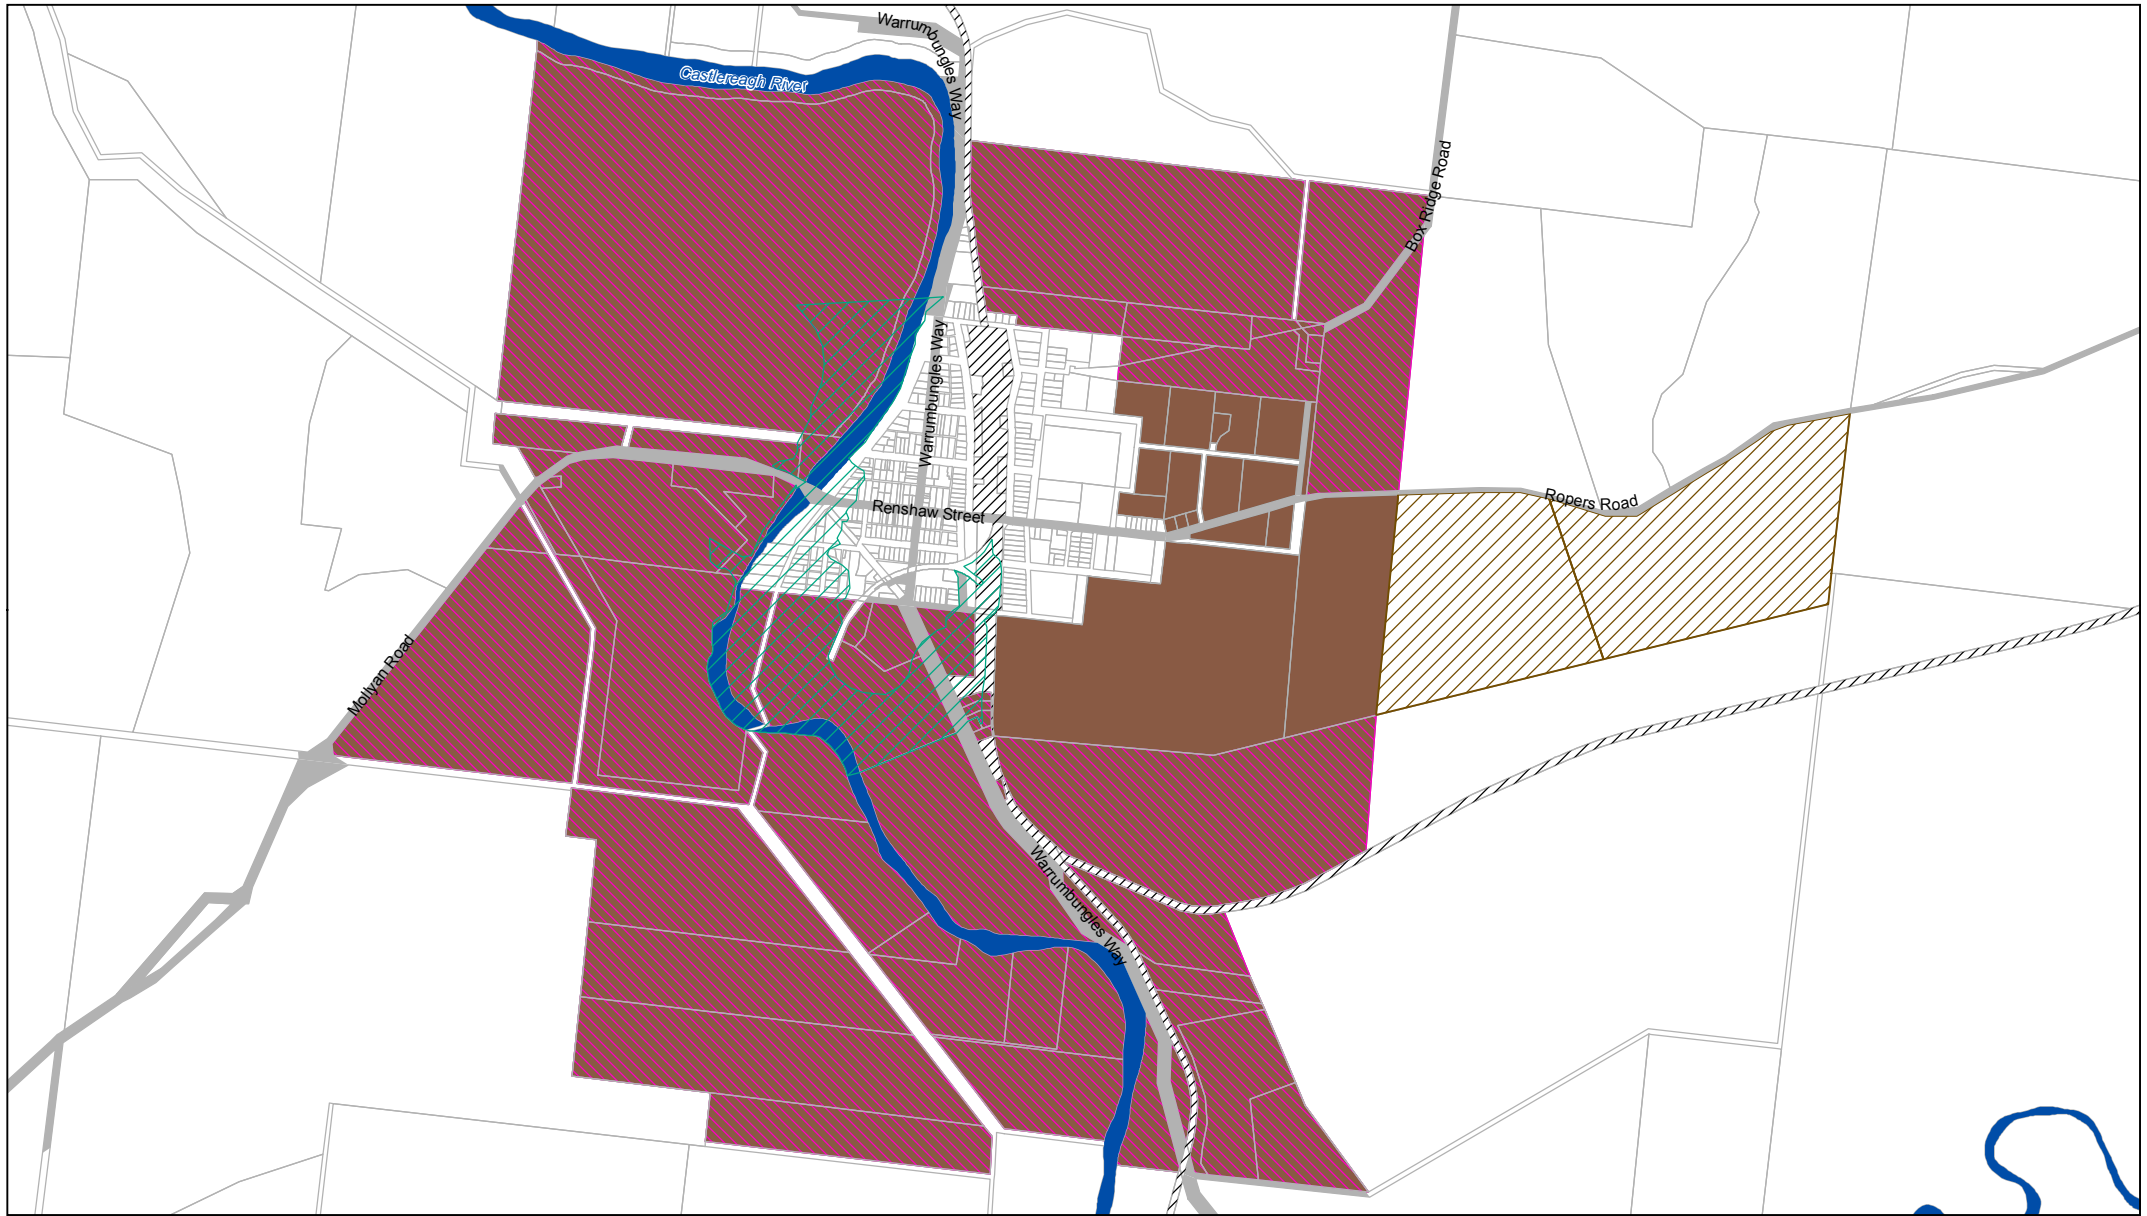 Warrumbungles Way
Castlereagh River
Box Ridge Road
Warrumbungles Way
Ropers Road
Renshaw Street
Mollyan Road
Warrumbungles Way